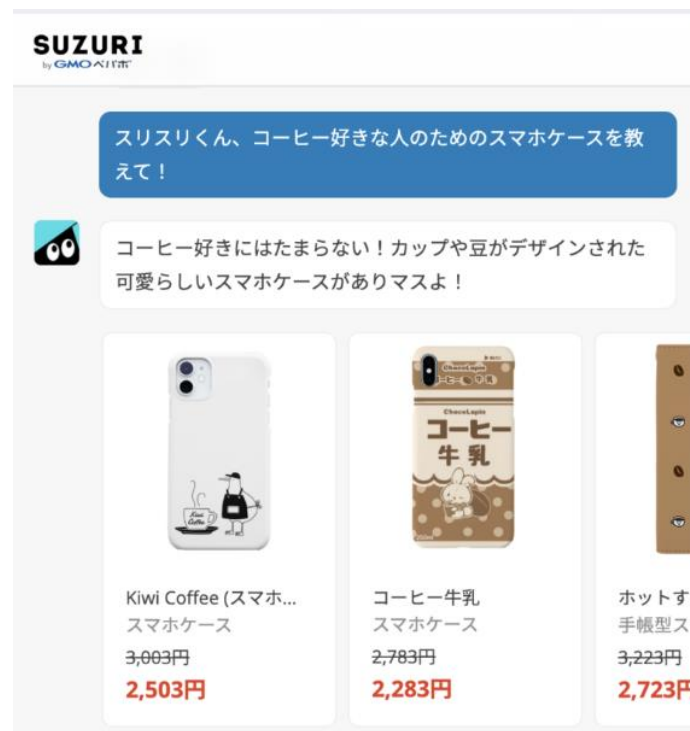 SUZURI
by GMOペパボ
スリスリくん、コーヒー好きな人のためのスマホケースを教
えて！
コーヒー好きにはたまらない！カップや豆がデザインされた
可愛らしいスマホケースがありマスよ！
Kiwi
Coffee
ChocoLapin
コーヒー牛乳
ChocoLapin
コーヒー
牛乳
Kiwi Coffee (スマホ...
スマホケース
3,003円
2,503円
コーヒー牛乳
スマホケース
2,783円
2,283円
ホットす
手帳型ス
3,223円
2,723円